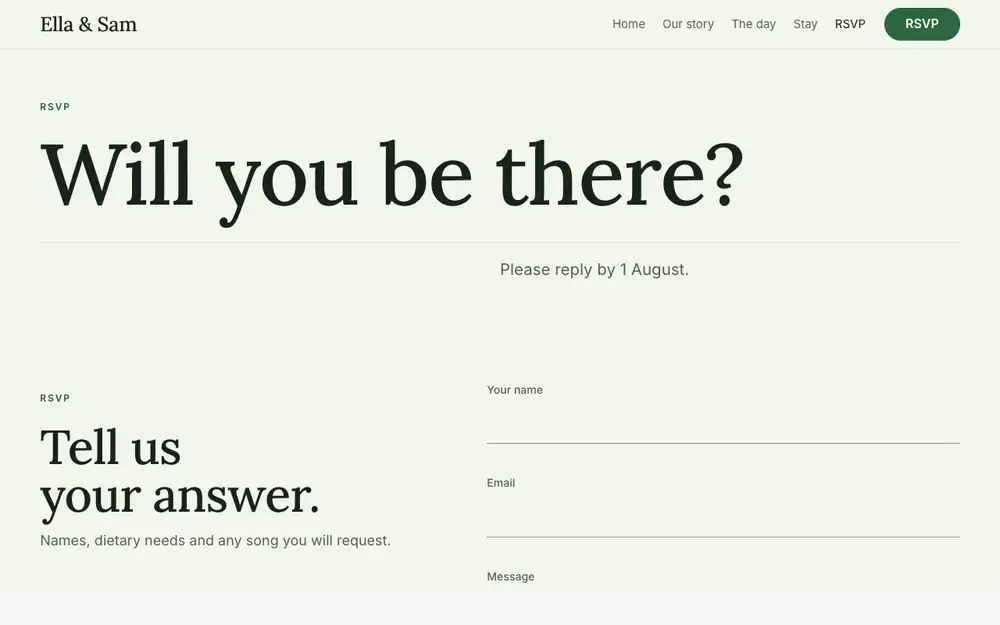 Ella & Sam
Home Our story The day Stay RSVP RSVP
RSVP
Will you be there?
Please reply by 1 August.
RSVP
Tell us
your answer.
Names, dietary needs and any song you will request.
Your name
Email
Message